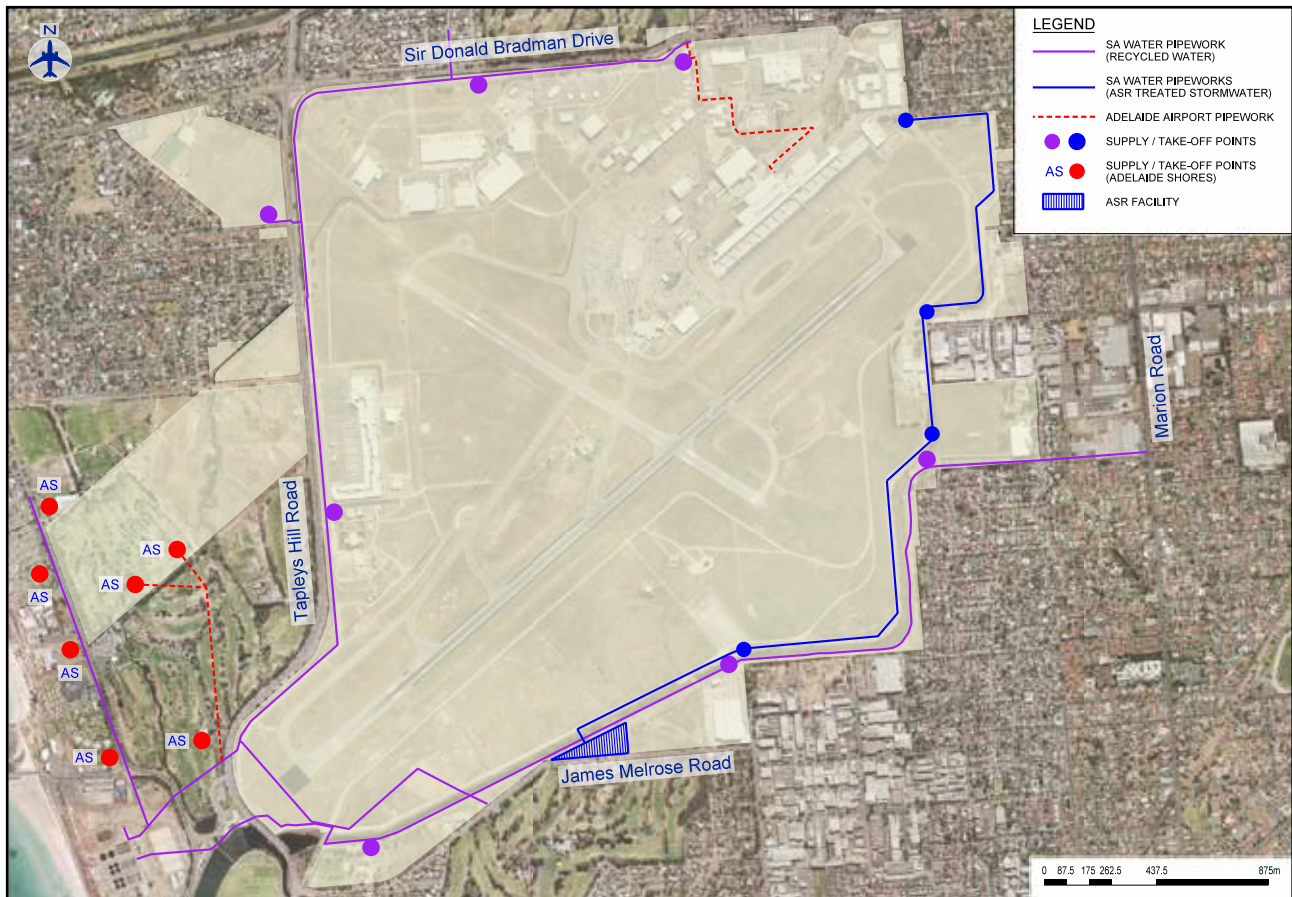 N
Sir Donald Bradman Drive
LEGEND
SA WATER PIPEWORK
(RECYCLED WATER)
SA WATER PIPEWORKS
(ASR TREATED STORMWATER)
ADELAIDE AIRPORT PIPEWORK
SUPPLY / TAKE-OFF POINTS
AS
SUPPLY / TAKE-OFF POINTS
(ADELAIDE SHORES)
ASR FACILITY
Marion Road
Tapleys Hill Road
AS
AS
AS
AS
AS
AS
AS
James Melrose Road
0 87.5 175 262.5 437.5 875m